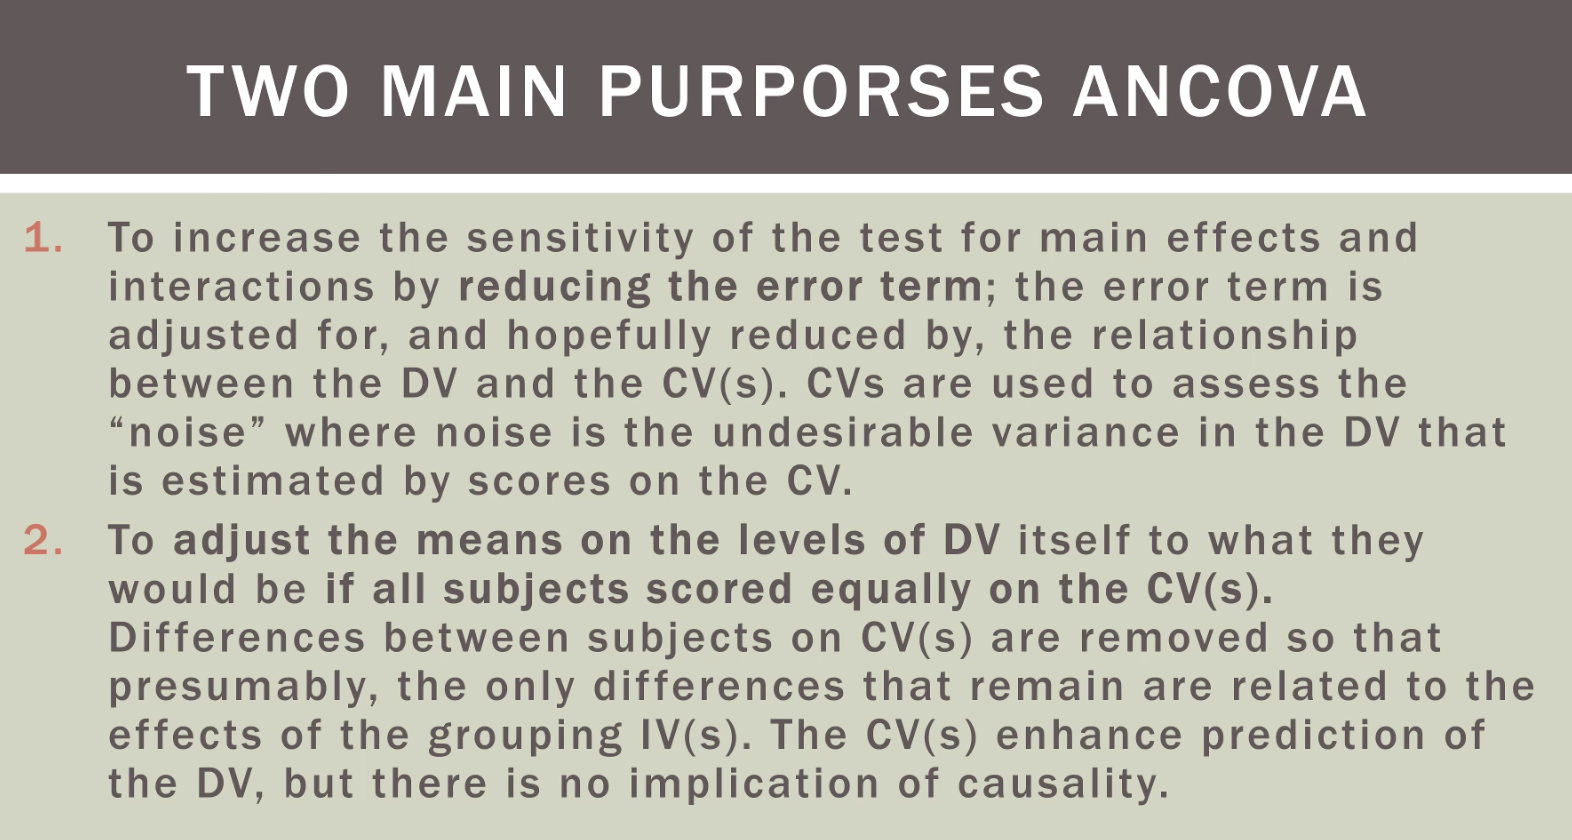 TWO MAIN PURPORSES ANCOVA
1. To increase the sensitivity of the test for main effects and
interactions by reducing the error term; the error term is
adjusted for, and hopefully reduced by, the relationship
between the DV and the CV(s). CVs are used to assess the
“noise” where noise is the undesirable variance in the DV that
is estimated by scores on the CV.
2. To adjust the means on the levels of DV itself to what they
would be if all subjects scored equally on the CV(s).
Differences between subjects on CV(s) are removed so that
presumably, the only differences that remain are related to the
effects of the grouping IV(s). The CV(s) enhance prediction of
the DV, but there is no implication of causality.